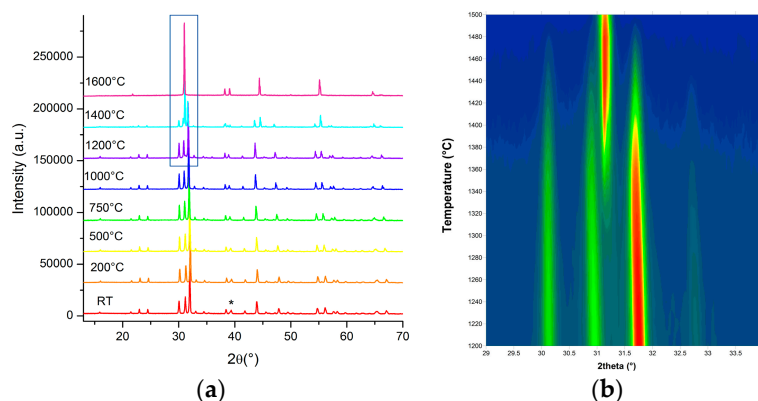 Intensity (a.u.)
250000
200000
150000
100000
50000
0
1600°C
1400°C
1200°C
1000°C
750°C
500°C
200°C
RT
*
20 30 40 50 60 70
2θ(°)
(a)
Temperature (°C)
1500
1480
1460
1440
1420
1400
1380
1360
1340
1320
1300
1280
1260
1240
1220
1200
29 29.5 30 30.5 31 31.5 32 32.5 33 33.5
2theta (°)
(b)